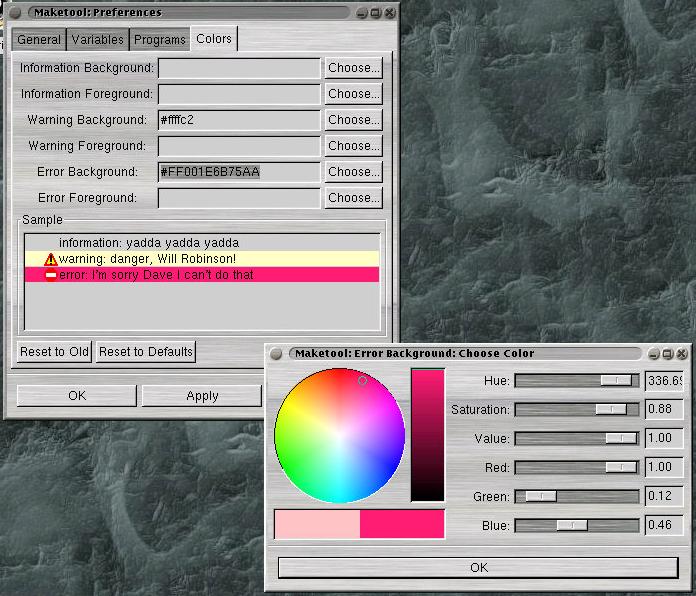 Maketool: Preferences
General Variables Programs Colors
Information Background: Choose...
Information Foreground: Choose...
Warning Background: #ffffc2 Choose...
Warning Foreground: Choose...
Error Background: #FF001E6B75AA Choose...
Error Foreground: Choose...
Sample
information: yadda yadda yadda
warning: danger, Will Robinson!
error: I'm sorry Dave I can't do that
Reset to Old Reset to Defaults
OK Apply
Maketool: Error Background: Choose Color
Hue: 336.69
Saturation: 0.88
Value: 1.00
Red: 1.00
Green: 0.12
Blue: 0.46
OK